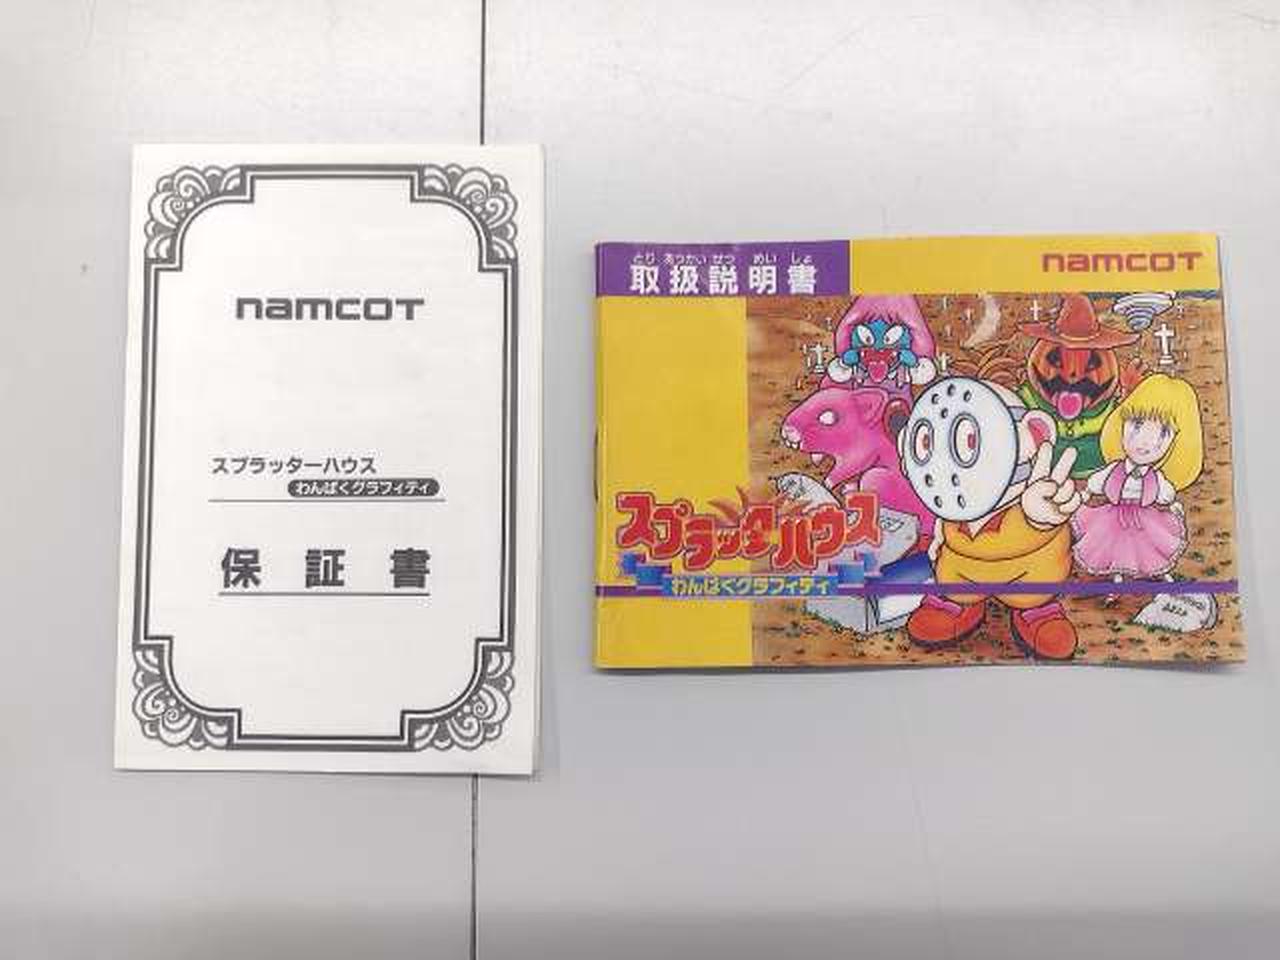 namcoT
スプラッターハウス
わんぱくグラフィティ
保証書
とり あつかい せつ めい しょ
取扱説明書
namcoT
スプラッターハウス
わんぱくグラフィティ